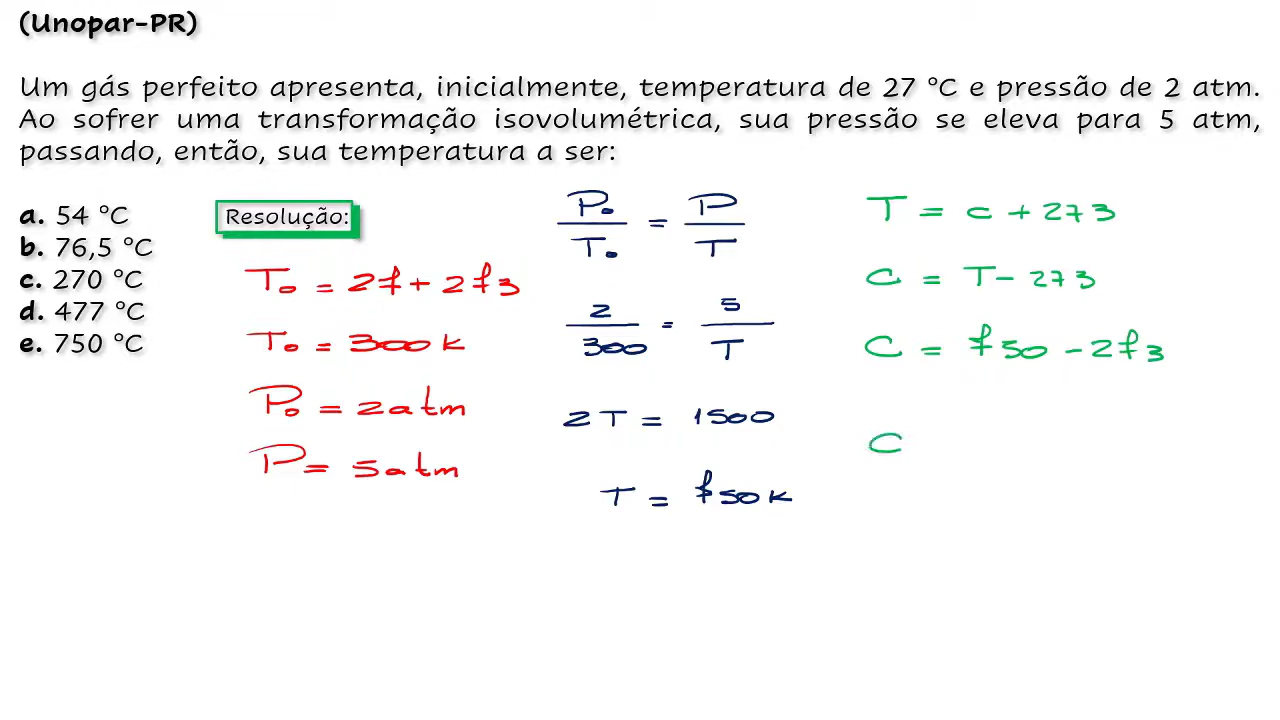 (Unopar-PR)
Um gás perfeito apresenta, inicialmente, temperatura de 27 °C e pressão de 2 atm.
Ao sofrer uma transformação isovolumétrica, sua pressão se eleva para 5 atm,
passando, então, sua temperatura a ser:
a. 54 °C
b. 76,5 °C
c. 270 °C
d. 477 °C
e. 750 °C
Resolução:
T₀ = 27 + 273
T₀ = 300 k
P₀ = 2 atm
P = 5 atm
P₀/T₀ = P/T
2/300 = 5/T
2T = 1500
T = 750 k
T = C + 273
C = T - 273
C = 750 - 273
C